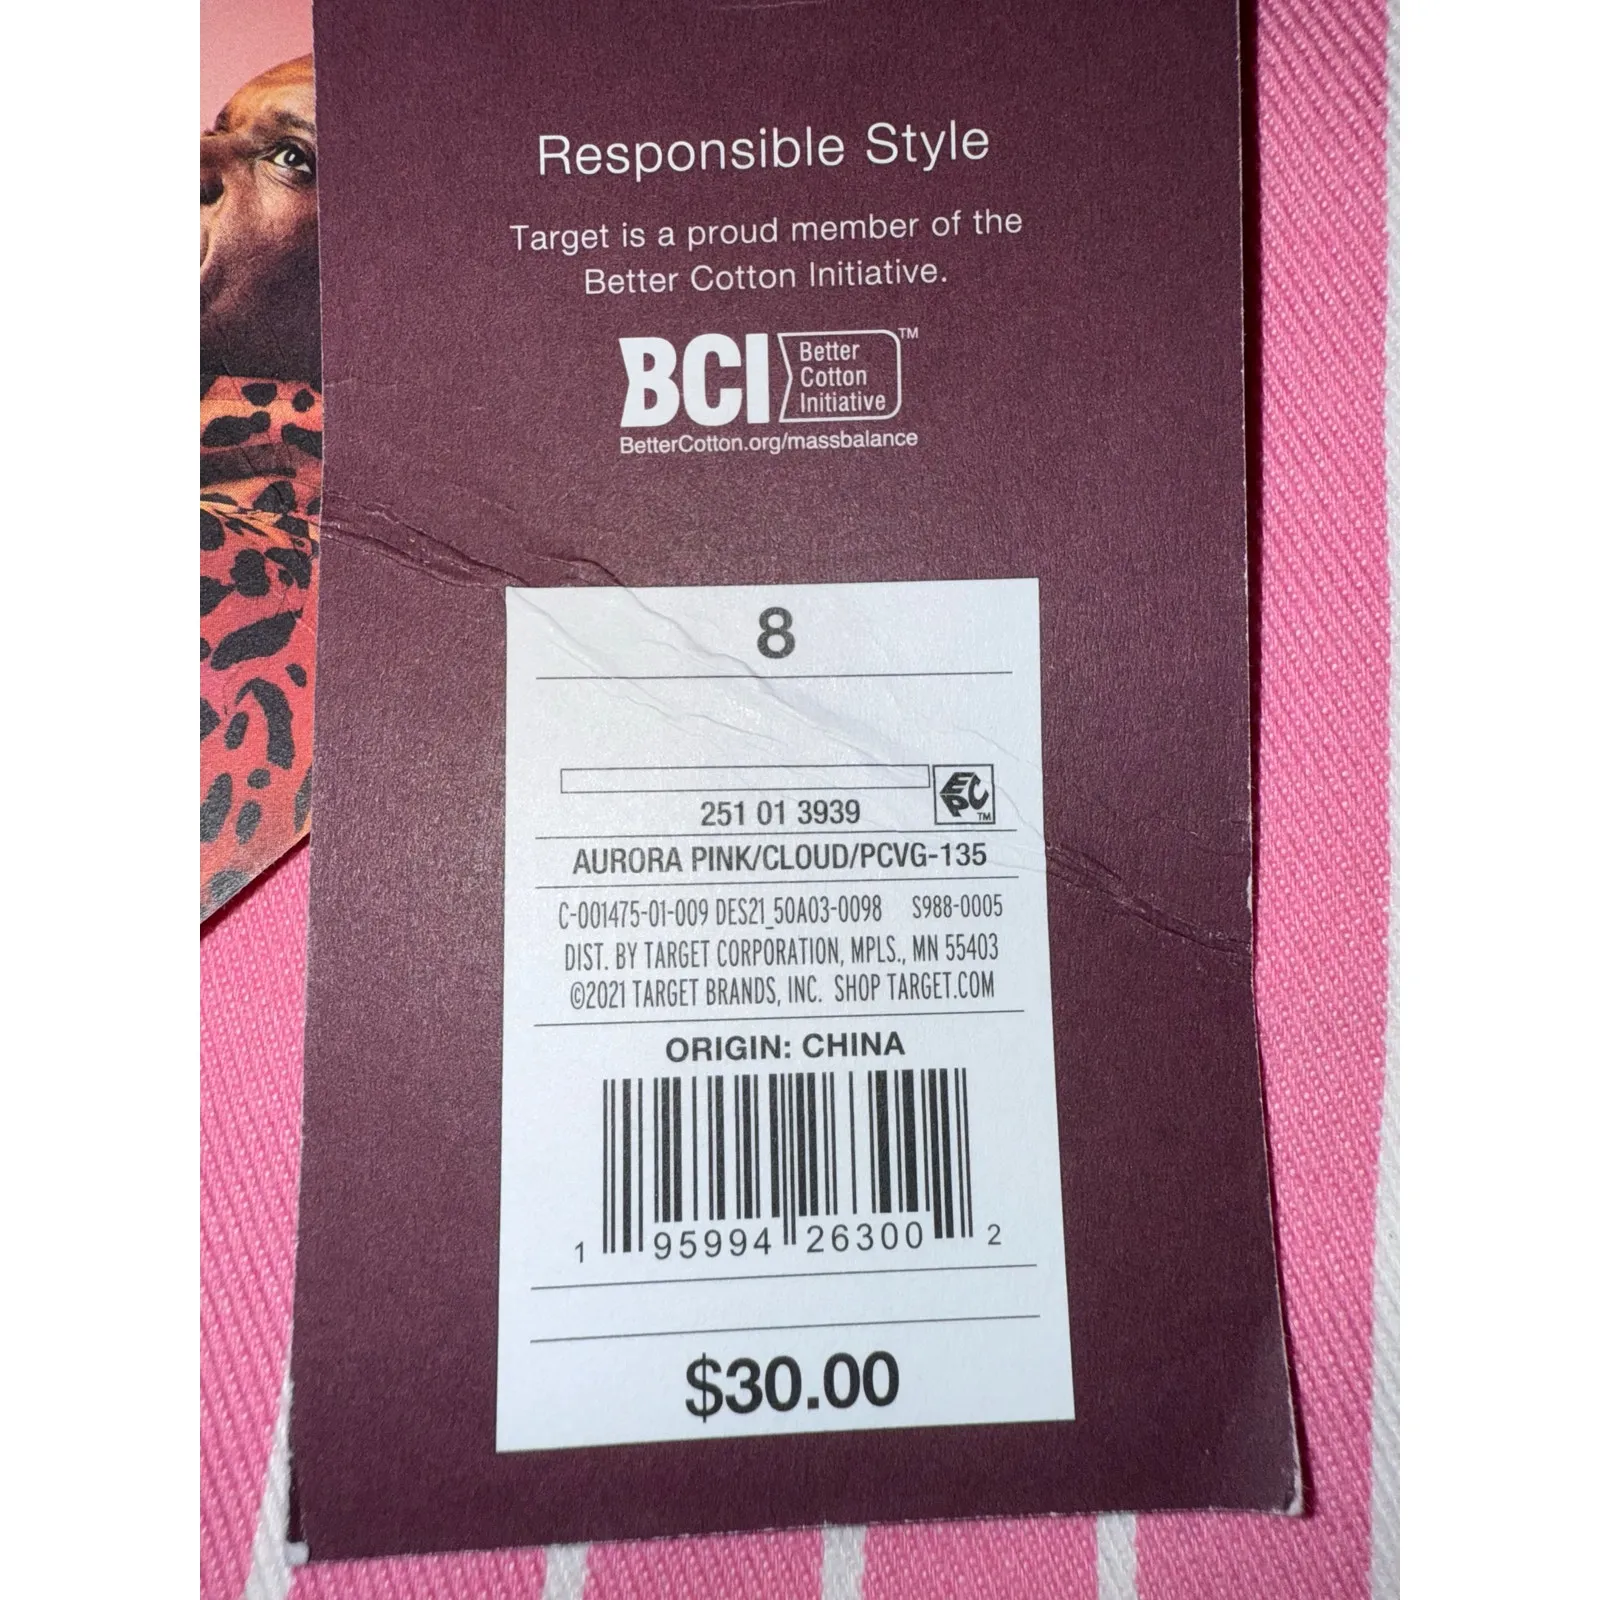 Responsible Style
Target is a proud member of the
Better Cotton Initiative.
BCI Better Cotton Initiative™
BetterCotton.org/massbalance
8
251 01 3939
EPC™
AURORA PINK/CLOUD/PCVG-135
C-001475-01-009 DES21_50A03-0098 S988-0005
DIST. BY TARGET CORPORATION, MPLS., MN 55403
©2021 TARGET BRANDS, INC. SHOP TARGET.COM
ORIGIN: CHINA
1 95994 26300 2
$30.00